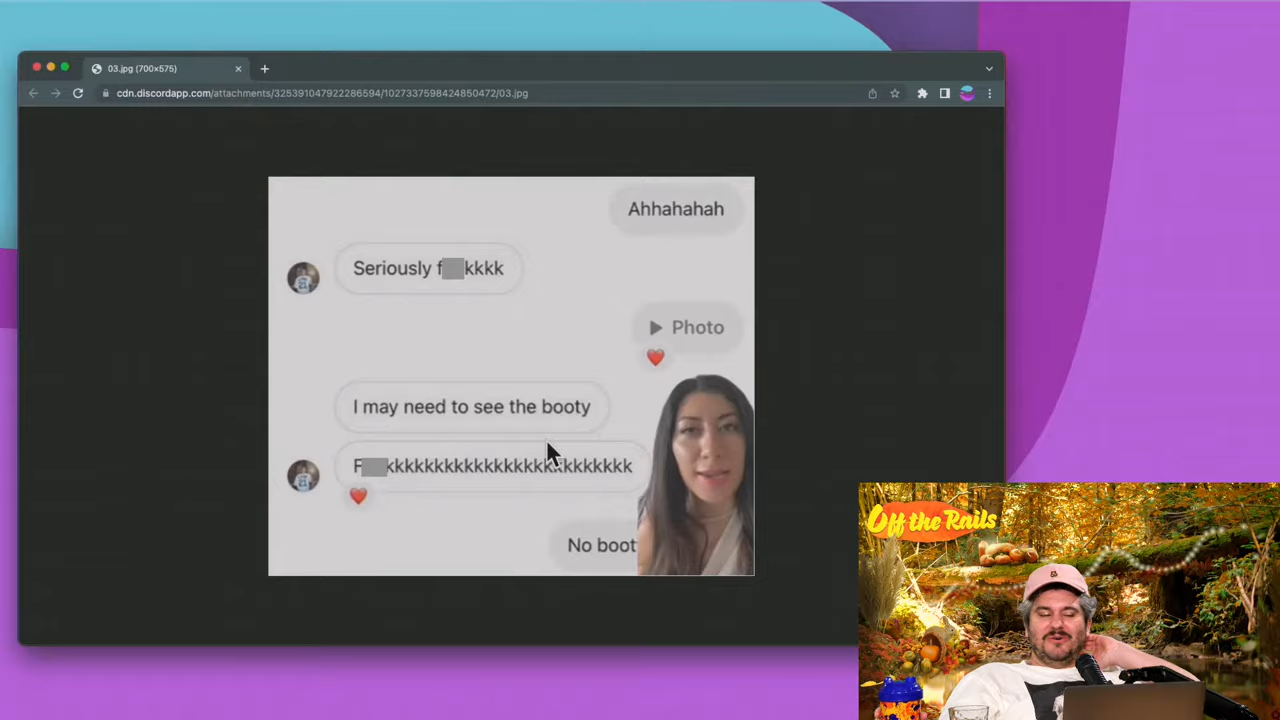 03.jpg (700×575)
cdn.discordapp.com/attachments/325391047922286594/1027337598424850472/03.jpg
Ahhahahah
Seriously f kkkk
Photo
I may need to see the booty
F kkkkkkkkkkkkkkkkkkkkkkkkk
No boot
Off the Rails